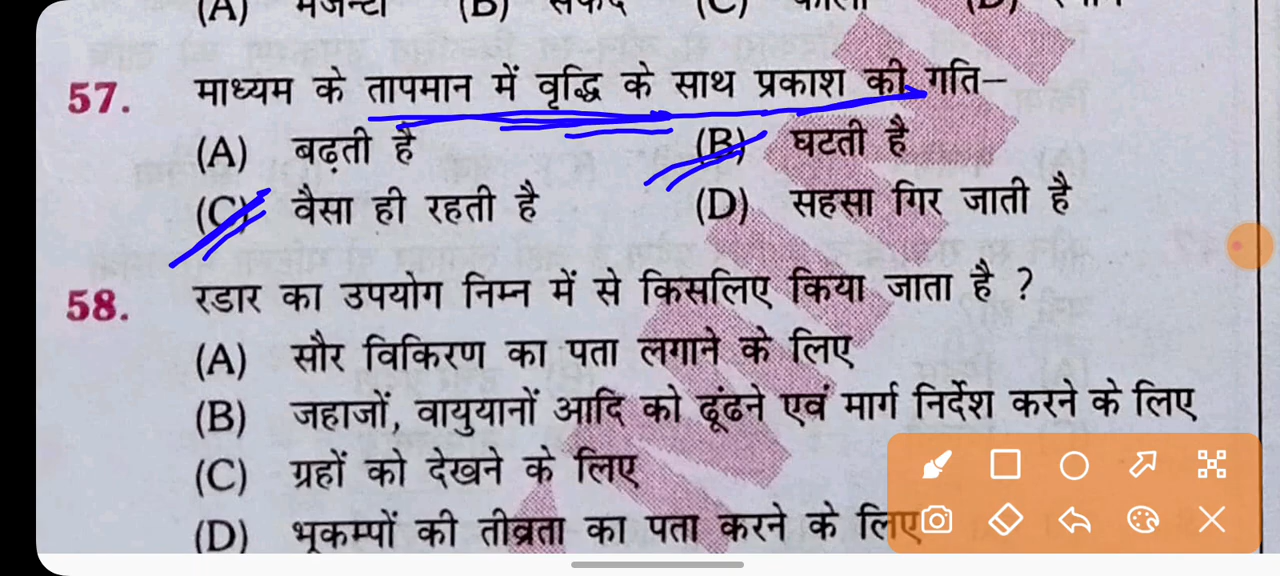 (A) (B) (C) (D)
57. माध्यम के तापमान में वृद्धि के साथ प्रकाश की गति–
(A) बढ़ती है (B) घटती है
(C) वैसा ही रहती है (D) सहसा गिर जाती है
58. रडार का उपयोग निम्न में से किसलिए किया जाता है ?
(A) सौर विकिरण का पता लगाने के लिए
(B) जहाजों, वायुयानों आदि को ढूंढने एवं मार्ग निर्देश करने के लिए
(C) ग्रहों को देखने के लिए
(D) भूकम्पों की तीव्रता का पता करने के लिए